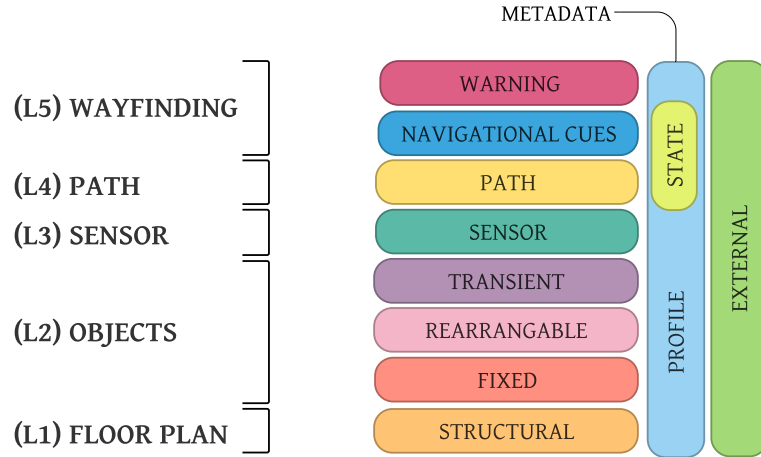 METADATA
(L5) WAYFINDING
WARNING
NAVIGATIONAL CUES
(L4) PATH
PATH
(L3) SENSOR
SENSOR
(L2) OBJECTS
TRANSIENT
REARRANGABLE
FIXED
(L1) FLOOR PLAN
STRUCTURAL
STATE
PROFILE
EXTERNAL